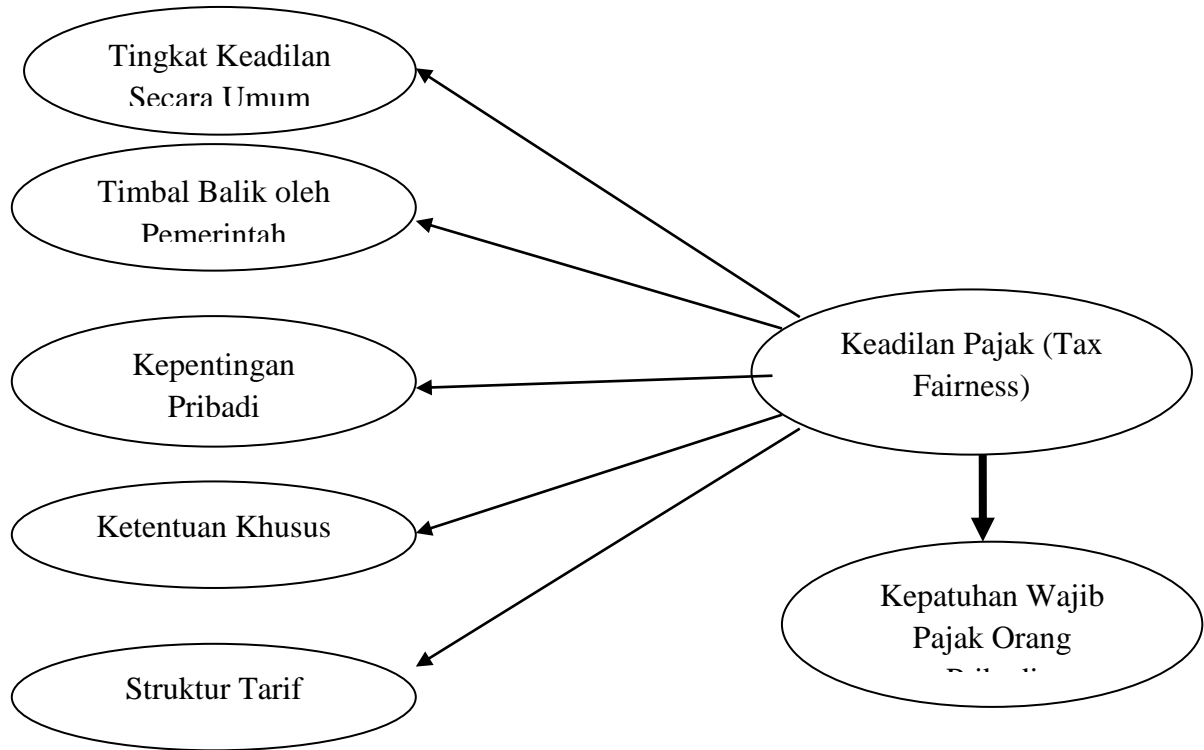 Tingkat Keadilan
Secara Umum
Timbal Balik oleh
Pemerintah
Kepentingan
Pribadi
Ketentuan Khusus
Struktur Tarif
Keadilan Pajak (Tax
Fairness)
Kepatuhan Wajib
Pajak Orang